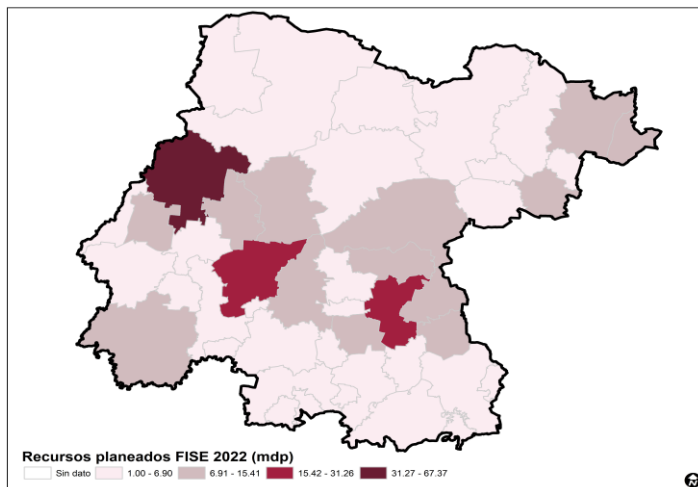 Recursos planeados FISE 2022 (mdp)
Sin dato 1.00 - 6.90 6.91 - 15.41 15.42 - 31.26 31.27 - 67.37